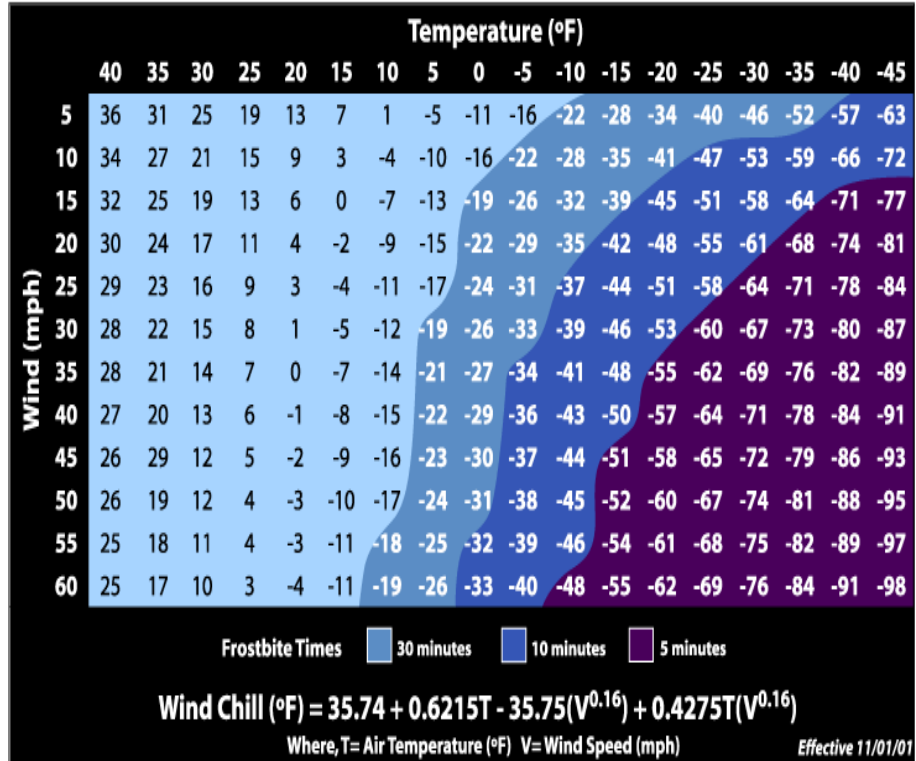 Temperature (ºF)
40 35 30 25 20 15 10 5 0 -5 -10 -15 -20 -25 -30 -35 -40 -45
Wind (mph)
5 36 31 25 19 13 7 1 -5 -11 -16 -22 -28 -34 -40 -46 -52 -57 -63
10 34 27 21 15 9 3 -4 -10 -16 -22 -28 -35 -41 -47 -53 -59 -66 -72
15 32 25 19 13 6 0 -7 -13 -19 -26 -32 -39 -45 -51 -58 -64 -71 -77
20 30 24 17 11 4 -2 -9 -15 -22 -29 -35 -42 -48 -55 -61 -68 -74 -81
25 29 23 16 9 3 -4 -11 -17 -24 -31 -37 -44 -51 -58 -64 -71 -78 -84
30 28 22 15 8 1 -5 -12 -19 -26 -33 -39 -46 -53 -60 -67 -73 -80 -87
35 28 21 14 7 0 -7 -14 -21 -27 -34 -41 -48 -55 -62 -69 -76 -82 -89
40 27 20 13 6 -1 -8 -15 -22 -29 -36 -43 -50 -57 -64 -71 -78 -84 -91
45 26 29 12 5 -2 -9 -16 -23 -30 -37 -44 -51 -58 -65 -72 -79 -86 -93
50 26 19 12 4 -3 -10 -17 -24 -31 -38 -45 -52 -60 -67 -74 -81 -88 -95
55 25 18 11 4 -3 -11 -18 -25 -32 -39 -46 -54 -61 -68 -75 -82 -89 -97
60 25 17 10 3 -4 -11 -19 -26 -33 -40 -48 -55 -62 -69 -76 -84 -91 -98
Frostbite Times 30 minutes 10 minutes 5 minutes
Wind Chill (ºF) = 35.74 + 0.6215T - 35.75(V^0.16) + 0.4275T(V^0.16)
Where, T= Air Temperature (ºF) V= Wind Speed (mph) Effective 11/01/01